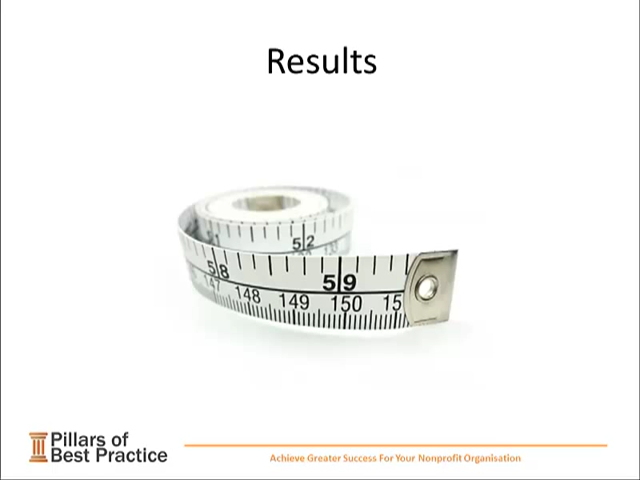 Results
51
52
58
59
147
148
149
150
15
Pillars of
Best Practice
Achieve Greater Success For Your Nonprofit Organisation